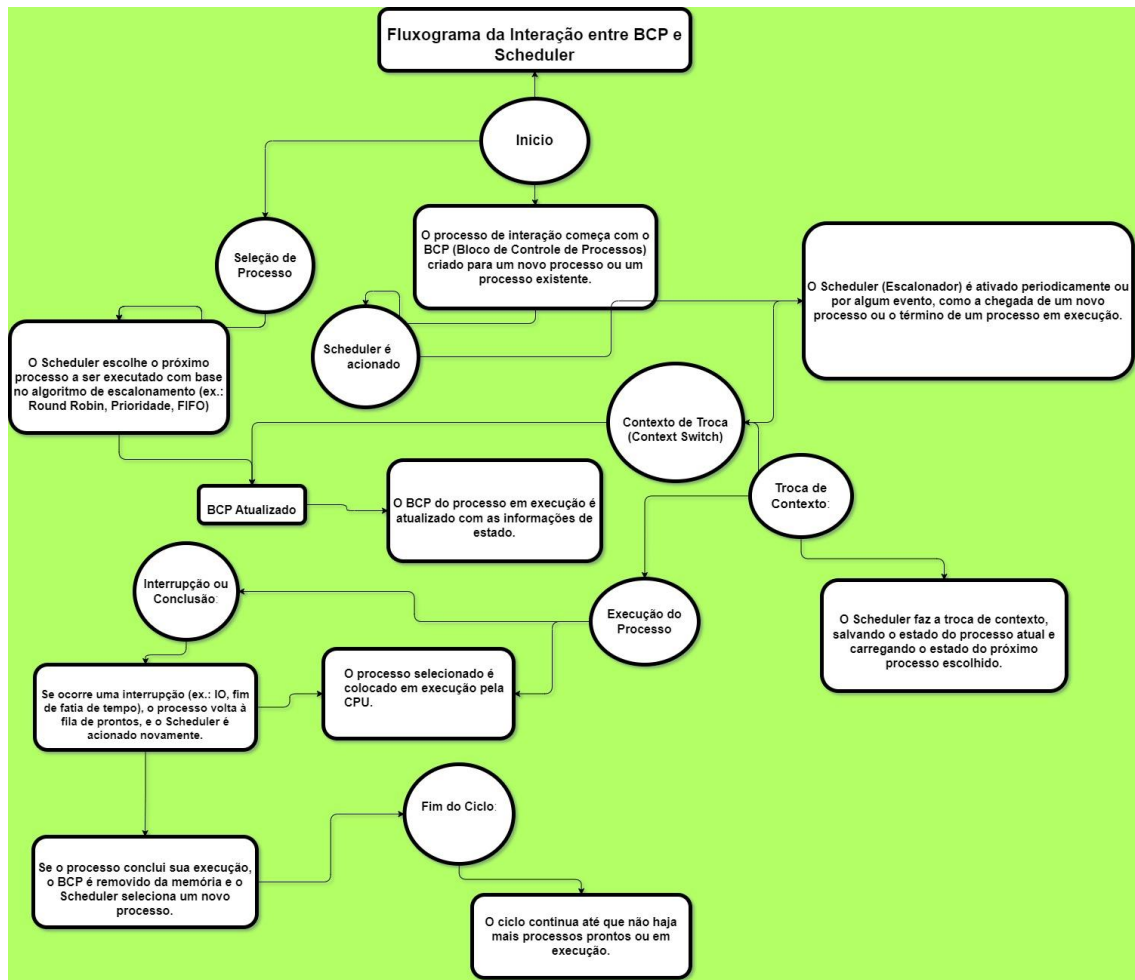 Fluxograma da Interação entre BCP e
Scheduler
Inicio
Seleção de
Processo
O processo de interação começa com o
BCP (Bloco de Controle de Processos)
criado para um novo processo ou um
processo existente.
O Scheduler (Escalonador) é ativado periodicamente ou
por algum evento, como a chegada de um novo
processo ou o término de um processo em execução.
Scheduler é
acionado
O Scheduler escolhe o próximo
processo a ser executado com base
no algoritmo de escalonamento (ex.:
Round Robin, Prioridade, FIFO)
Contexto de Troca
(Context Switch)
BCP Atualizado
O BCP do processo em execução é
atualizado com as informações de
estado.
Troca de
Contexto:
Interrupção ou
Conclusão:
Execução do
Processo
O Scheduler faz a troca de contexto,
salvando o estado do processo atual e
carregando o estado do próximo
processo escolhido.
Se ocorre uma interrupção (ex.: IO, fim
de fatia de tempo), o processo volta à
fila de prontos, e o Scheduler é
acionado novamente.
O processo selecionado é
colocado em execução pela
CPU.
Fim do Ciclo:
Se o processo conclui sua execução,
o BCP é removido da memória e o
Scheduler seleciona um novo
processo.
O ciclo continua até que não haja
mais processos prontos ou em
execução.